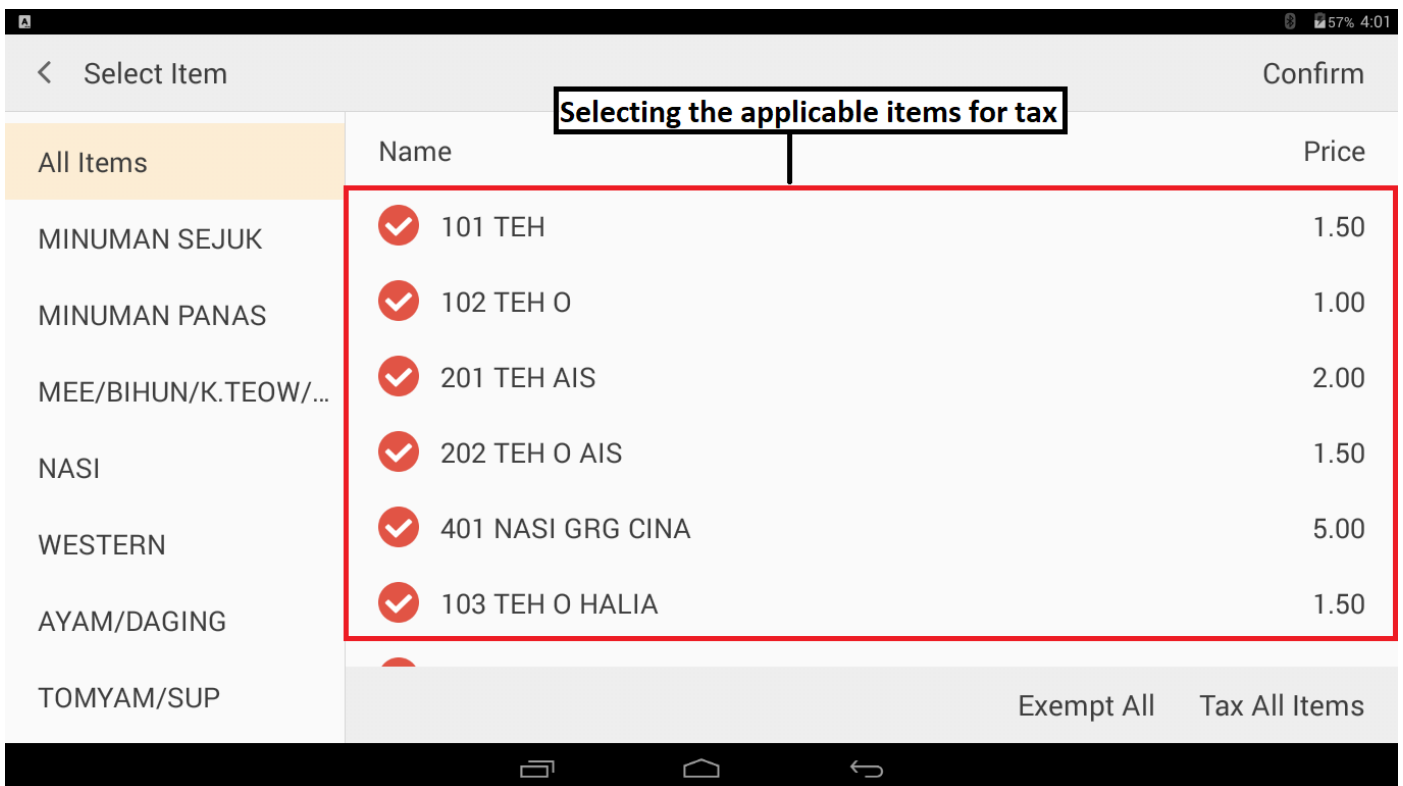 A
57% 4:01
Select Item
Confirm
Selecting the applicable items for tax
All Items
MINUMAN SEJUK
MINUMAN PANAS
MEE/BIHUN/K.TEOW/...
NASI
WESTERN
AYAM/DAGING
TOMYAM/SUP
Name Price
101 TEH 1.50
102 TEH O 1.00
201 TEH AIS 2.00
202 TEH O AIS 1.50
401 NASI GRG CINA 5.00
103 TEH O HALIA 1.50
Exempt All Tax All Items